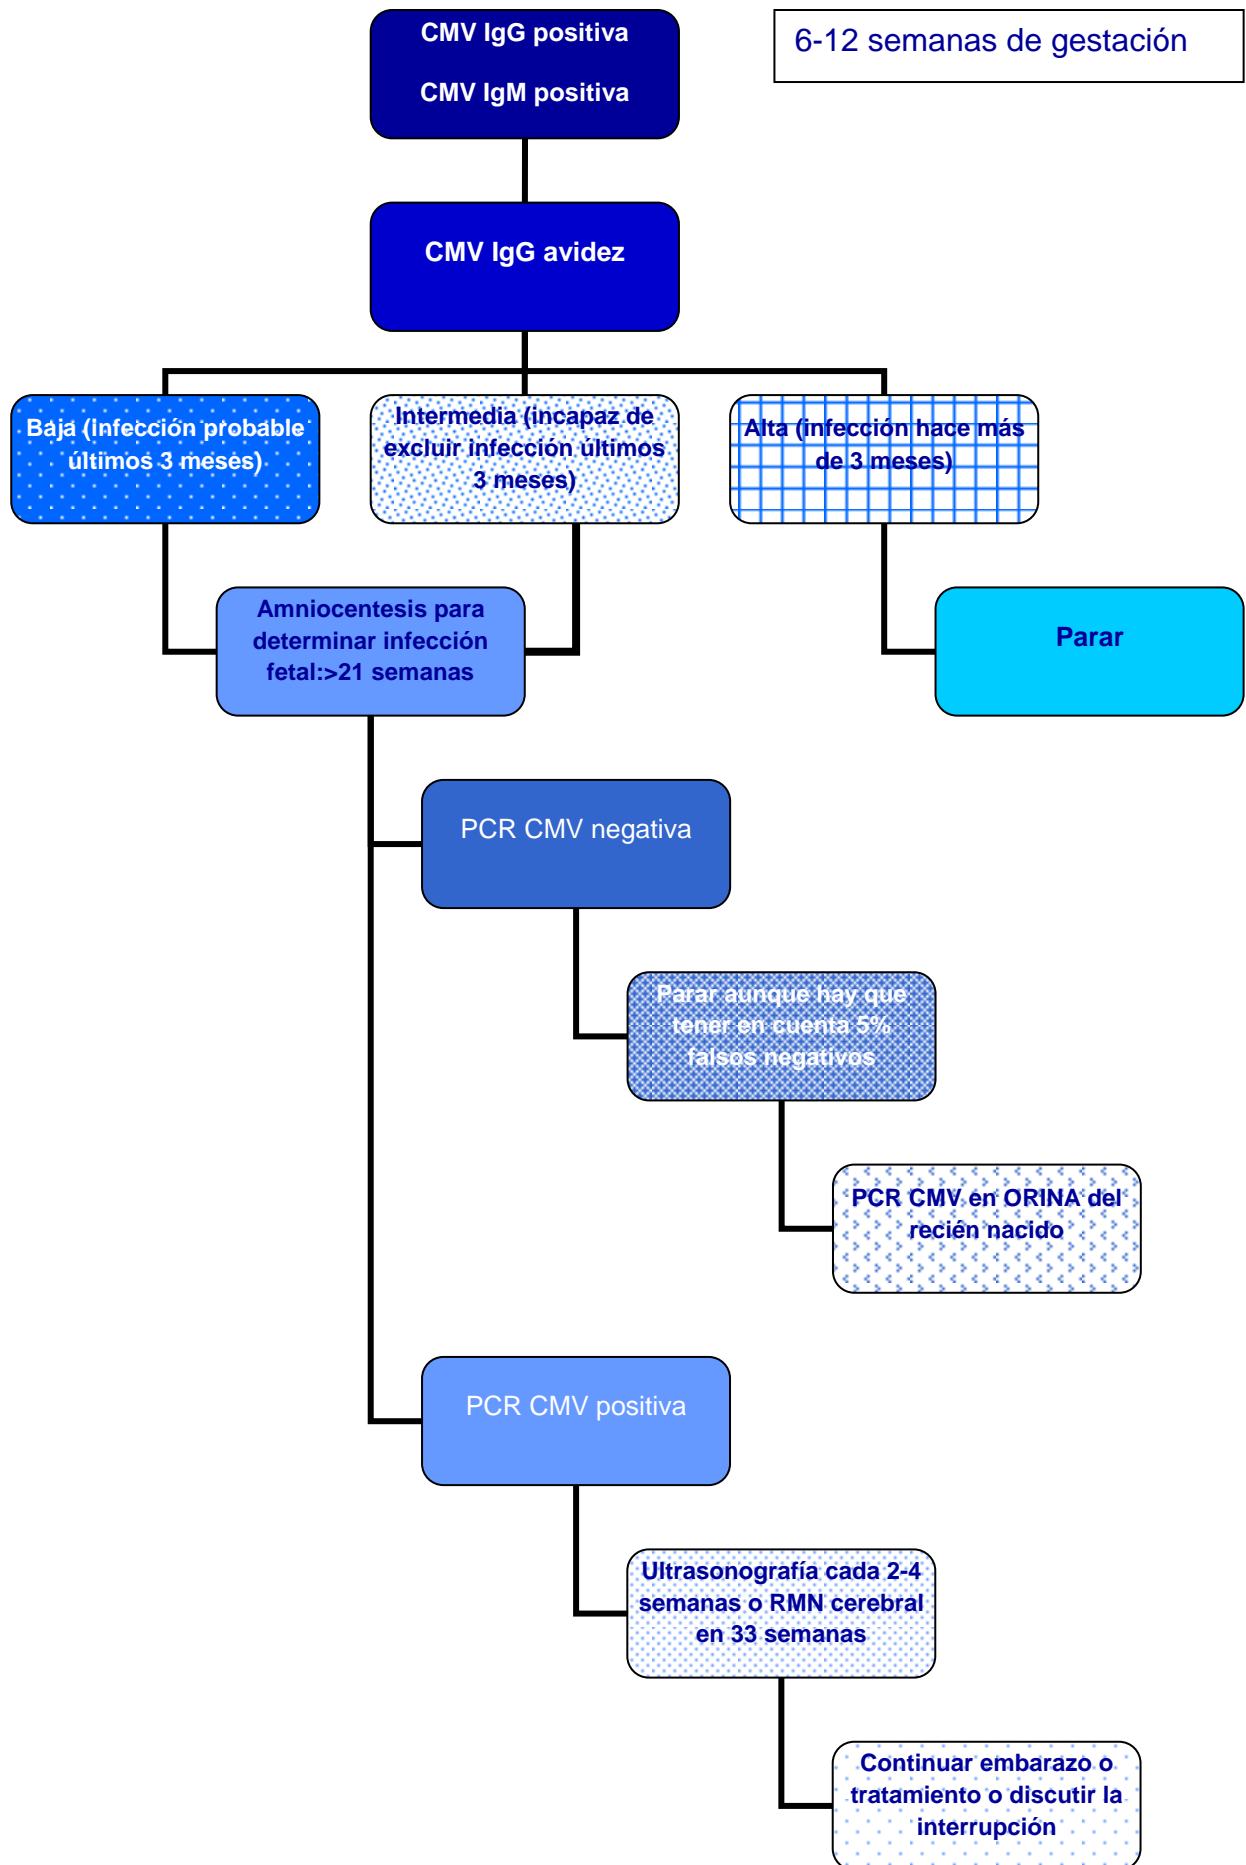 CMV IgG positiva
CMV IgM positiva
6-12 semanas de gestación
CMV IgG avidez
Baja (infección probable
últimos 3 meses)
Intermedia (incapaz de
excluir infección últimos
3 meses)
Alta (infección hace más
de 3 meses)
Amniocentesis para
determinar infección
fetal:>21 semanas
Parar
PCR CMV negativa
Parar aunque hay que
tener en cuenta 5%
falsos negativos
PCR CMV en ORINA del
recién nacido
PCR CMV positiva
Ultrasonografía cada 2-4
semanas o RMN cerebral
en 33 semanas
Continuar embarazo o
tratamiento o discutir la
interrupción